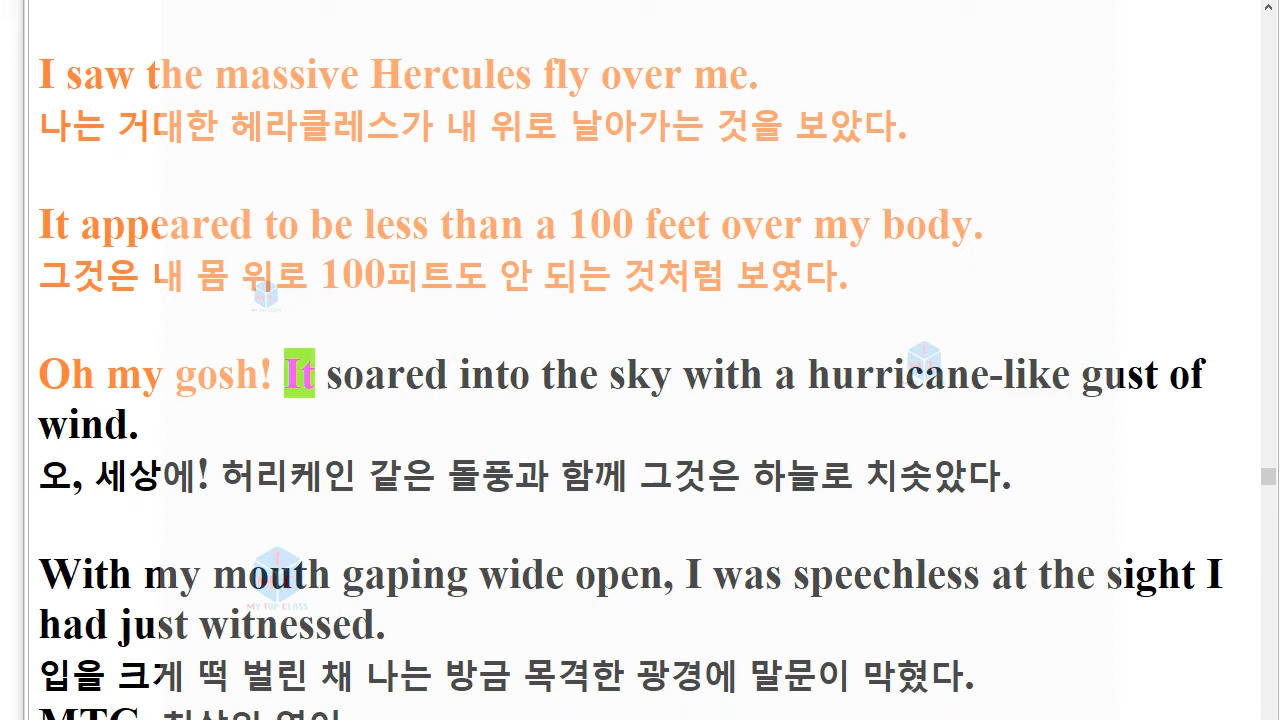 I saw the massive Hercules fly over me.
나는 거대한 헤라클레스가 내 위로 날아가는 것을 보았다.
It appeared to be less than a 100 feet over my body.
그것은 내 몸 위로 100피트도 안 되는 것처럼 보였다.
Oh my gosh! It soared into the sky with a hurricane-like gust of
wind.
오, 세상에! 허리케인 같은 돌풍과 함께 그것은 하늘로 치솟았다.
With my mouth gaping wide open, I was speechless at the sight I
had just witnessed.
입을 크게 떡 벌린 채 나는 방금 목격한 광경에 말문이 막혔다.
MY TOP CLASS